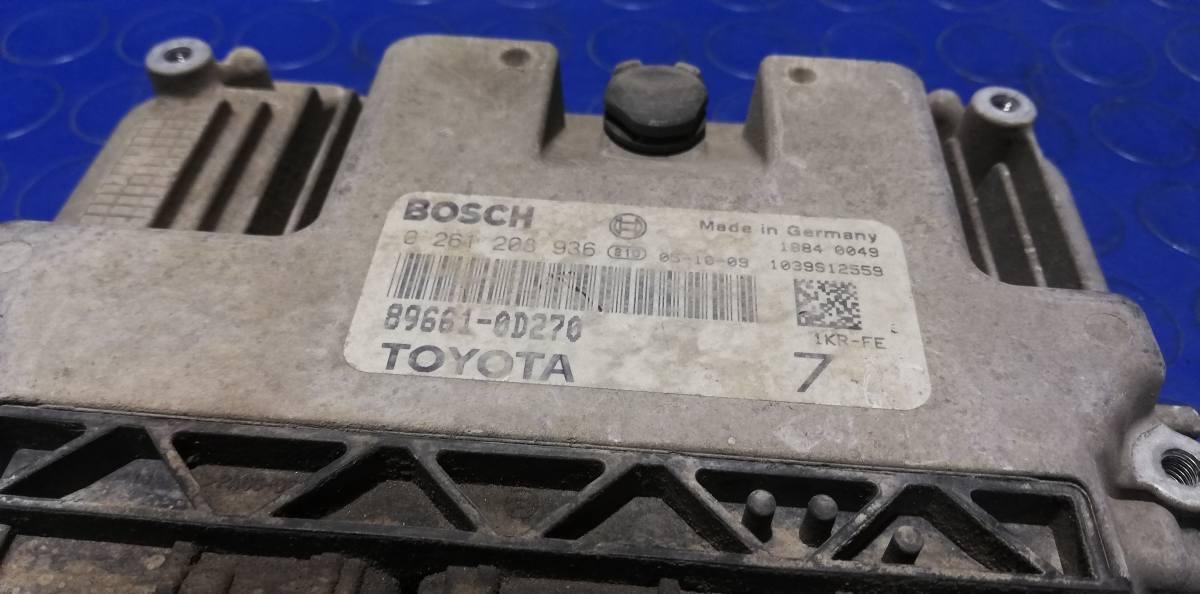 BOSCH Made in Germany
0 261 208 936 e10 05-10-09 1884 0049
1039S12559
89661-0D270
1KR-FE
TOYOTA 7